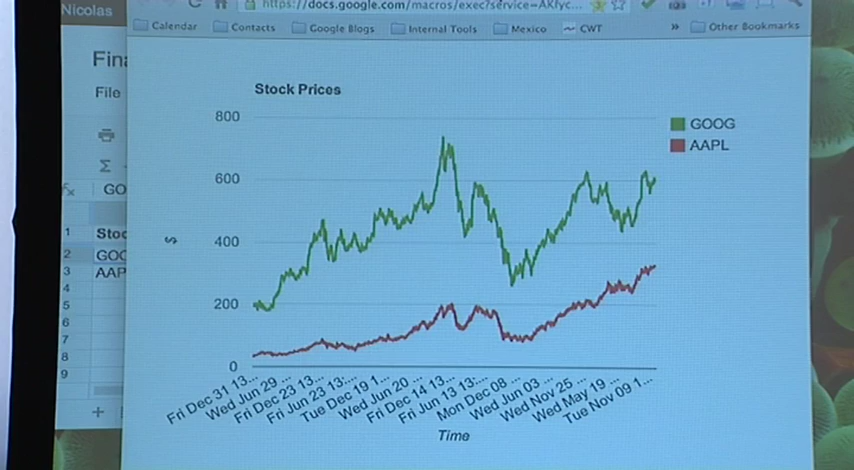 Nicolas
https://docs.google.com/macros/exec?service=AKfyc...
Calendar Contacts Google Blogs Internal Tools Mexico CWT » Other Bookmarks
Fina
File
Σ
fx GO
1 Stoc
2 GOO
3 AAP
4
5
6
7
8
9
+
Stock Prices
800
600
400
200
0
$
GOOG
AAPL
Fri Dec 31 13...
Wed Jun 29 ...
Fri Dec 23 13...
Fri Jun 23 13:...
Tue Dec 19 1...
Wed Jun 20 ...
Fri Dec 14 13...
Fri Jun 13 13:...
Mon Dec 08 ...
Wed Jun 03 ...
Wed Nov 25 ...
Wed May 19 ...
Tue Nov 09 1...
Time